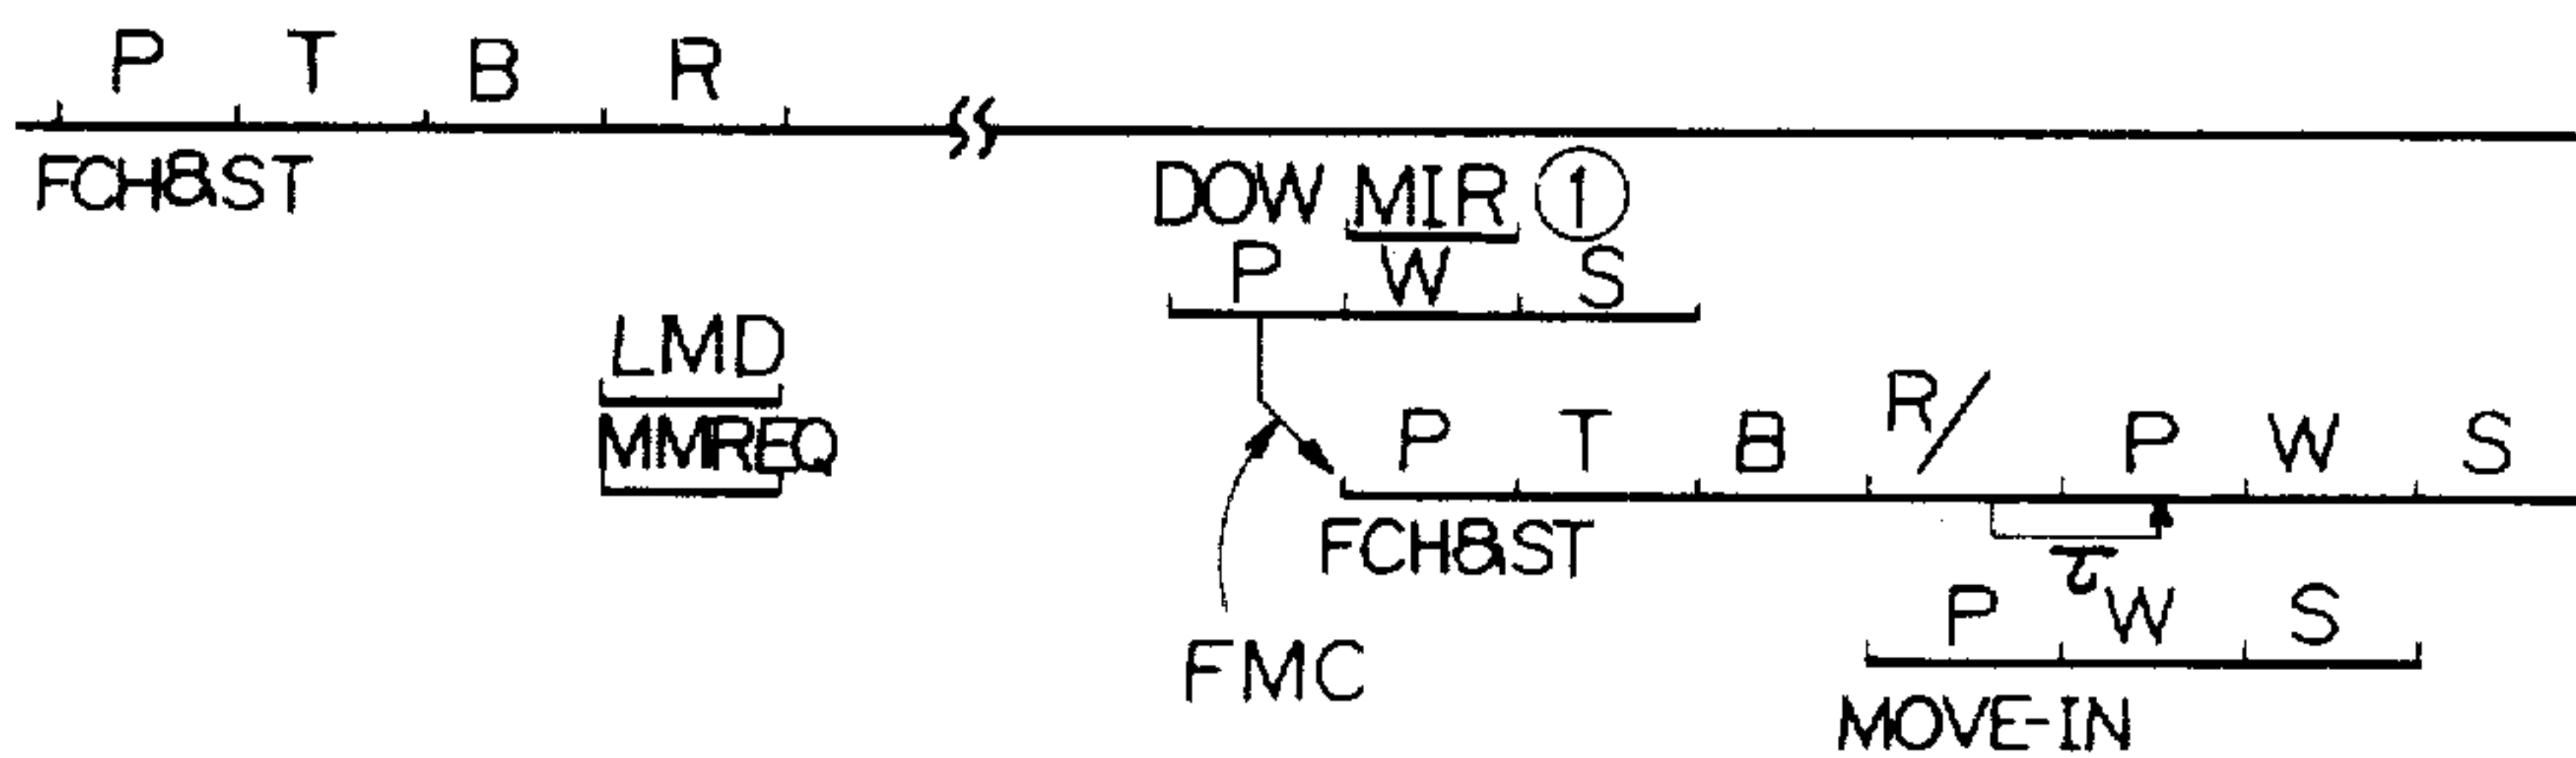 P T B R
FCH&ST
DOW MIR ①
P W S
LMD
MMREQ
P T B R/ P W S
FCH&ST
τ
P W S
FMC
MOVE-IN